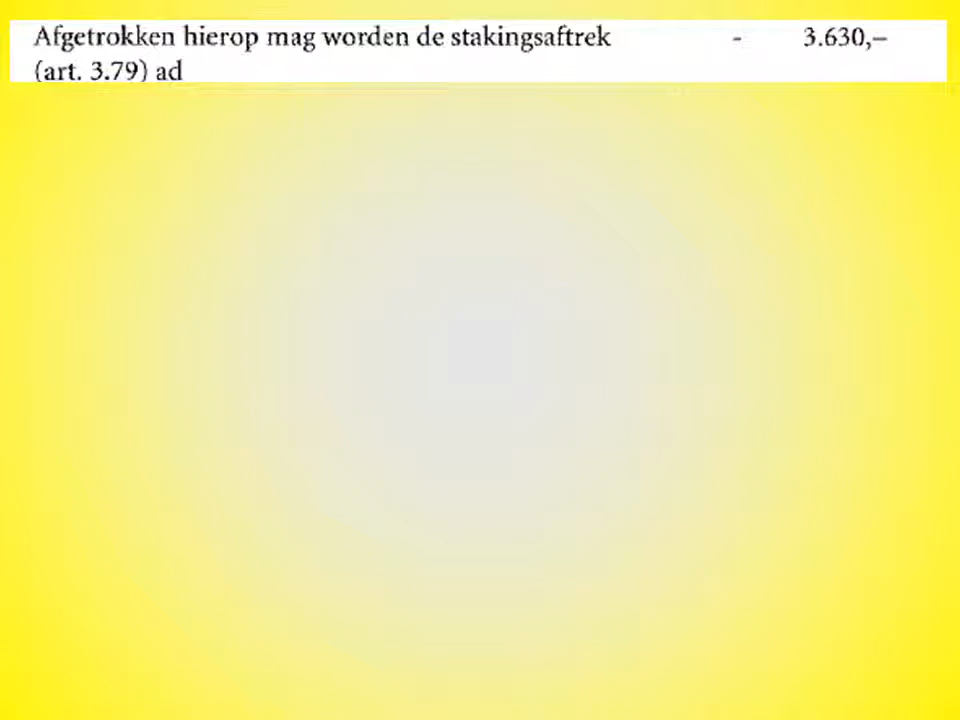 Afgetrokken hierop mag worden de stakingsaftrek - 3.630,–
(art. 3.79) ad